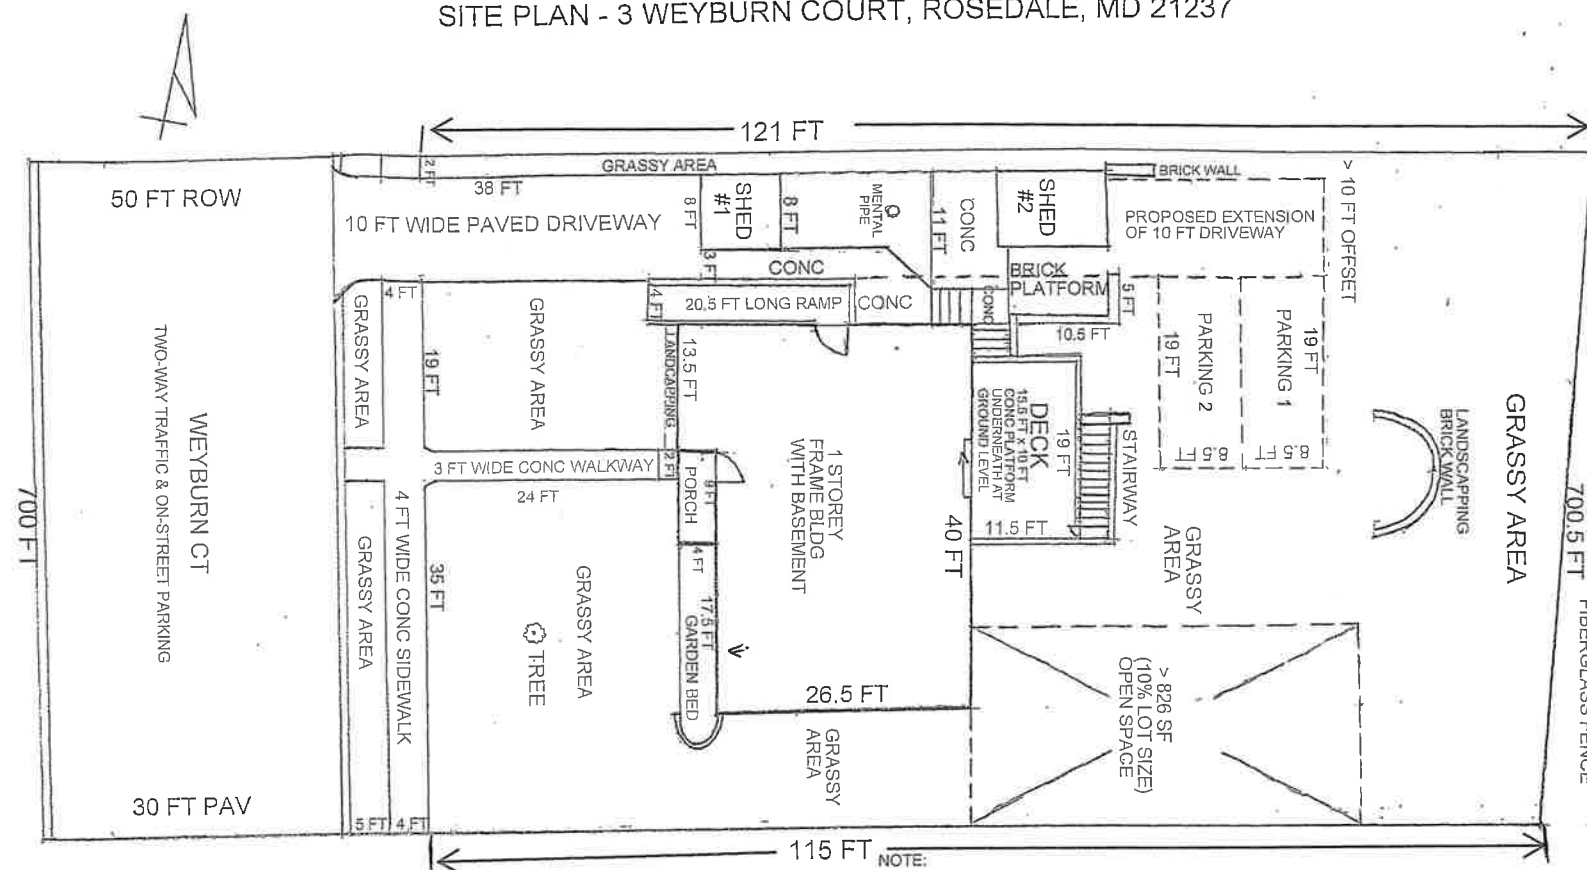 SITE PLAN - 3 WEYBURN COURT, ROSEDALE, MD 21237
121 FT
50 FT ROW
2 FT
GRASSY AREA
38 FT
10 FT WIDE PAVED DRIVEWAY
8 FT
SHED
#1
8 FT
MENTAL
PIPE
11 FT
CONC
SHED
#2
BRICK WALL
PROPOSED EXTENSION
OF 10 FT DRIVEWAY
> 10 FT OFFSET
3 FT
CONC
BRICK
PLATFORM
4 FT
4 FT
20.5 FT LONG RAMP
CONC
CONC
5 FT
10.5 FT
GRASSY AREA
19 FT
GRASSY AREA
LANDCAPPING
13.5 FT
19 FT
PARKING 2
PARKING 1
19 FT
8.5 FT
8.5 FT
TWO-WAY TRAFFIC & ON-STREET PARKING
WEYBURN CT
700 FT
3 FT WIDE CONC WALKWAY
2 FT
24 FT
PORCH
9 FT
4 FT
1 STOREY
FRAME BLDG
WITH BASEMENT
40 FT
DECK
15.5 FT x 10 FT
CONC PLATFORM
UNDERNEATH AT
GROUND LEVEL
19 FT
11.5 FT
STAIRWAY
GRASSY
AREA
LANDSCAPPING
BRICK WALL
GRASSY AREA
700.5 FT
FIBERGLASS FENCE
GRASSY AREA
4 FT WIDE CONC SIDEWALK
35 FT
TREE
GRASSY AREA
17.5 FT
GARDEN BED
26.5 FT
GRASSY
AREA
> 826 SF
(10% LOT SIZE)
OPEN SPACE
30 FT PAV
5 FT
4 FT
115 FT
NOTE: